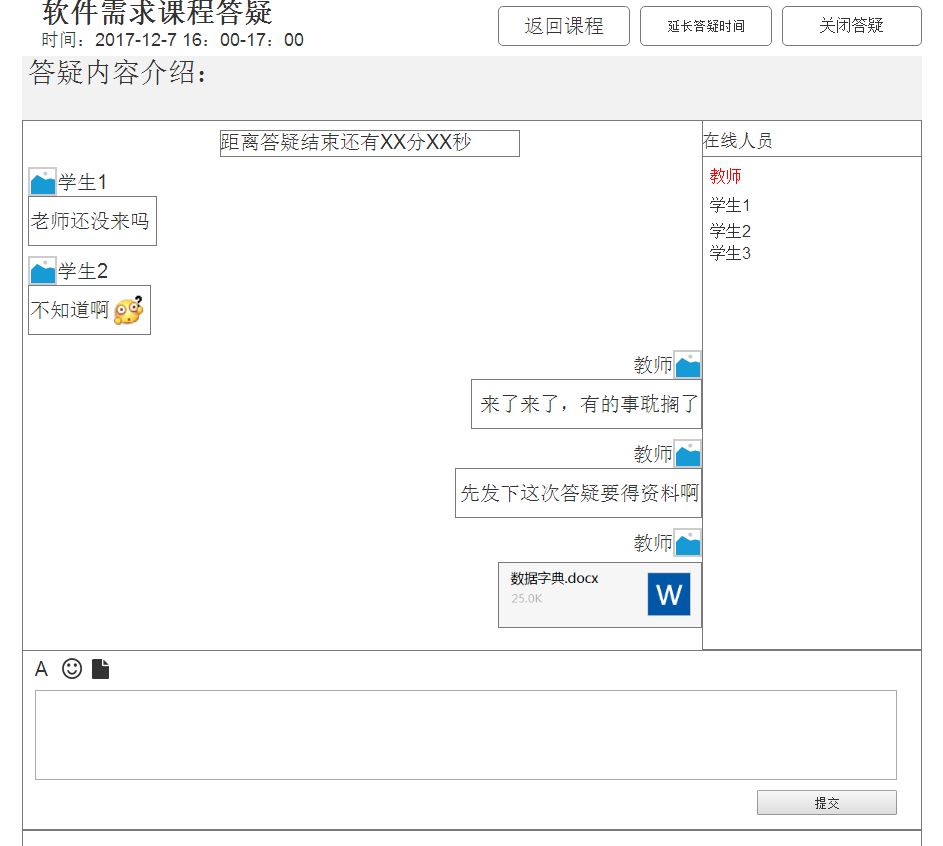 软件需求课程答疑
时间：2017-12-7 16：00-17：00
返回课程
延长答疑时间
关闭答疑
答疑内容介绍：
距离答疑结束还有XX分XX秒
在线人员
教师
学生1
学生2
学生3
学生1
老师还没来吗
学生2
不知道啊
教师
来了来了，有的事耽搁了
教师
先发下这次答疑要得资料啊
教师
数据字典.docx
25.0K
W
A
提交